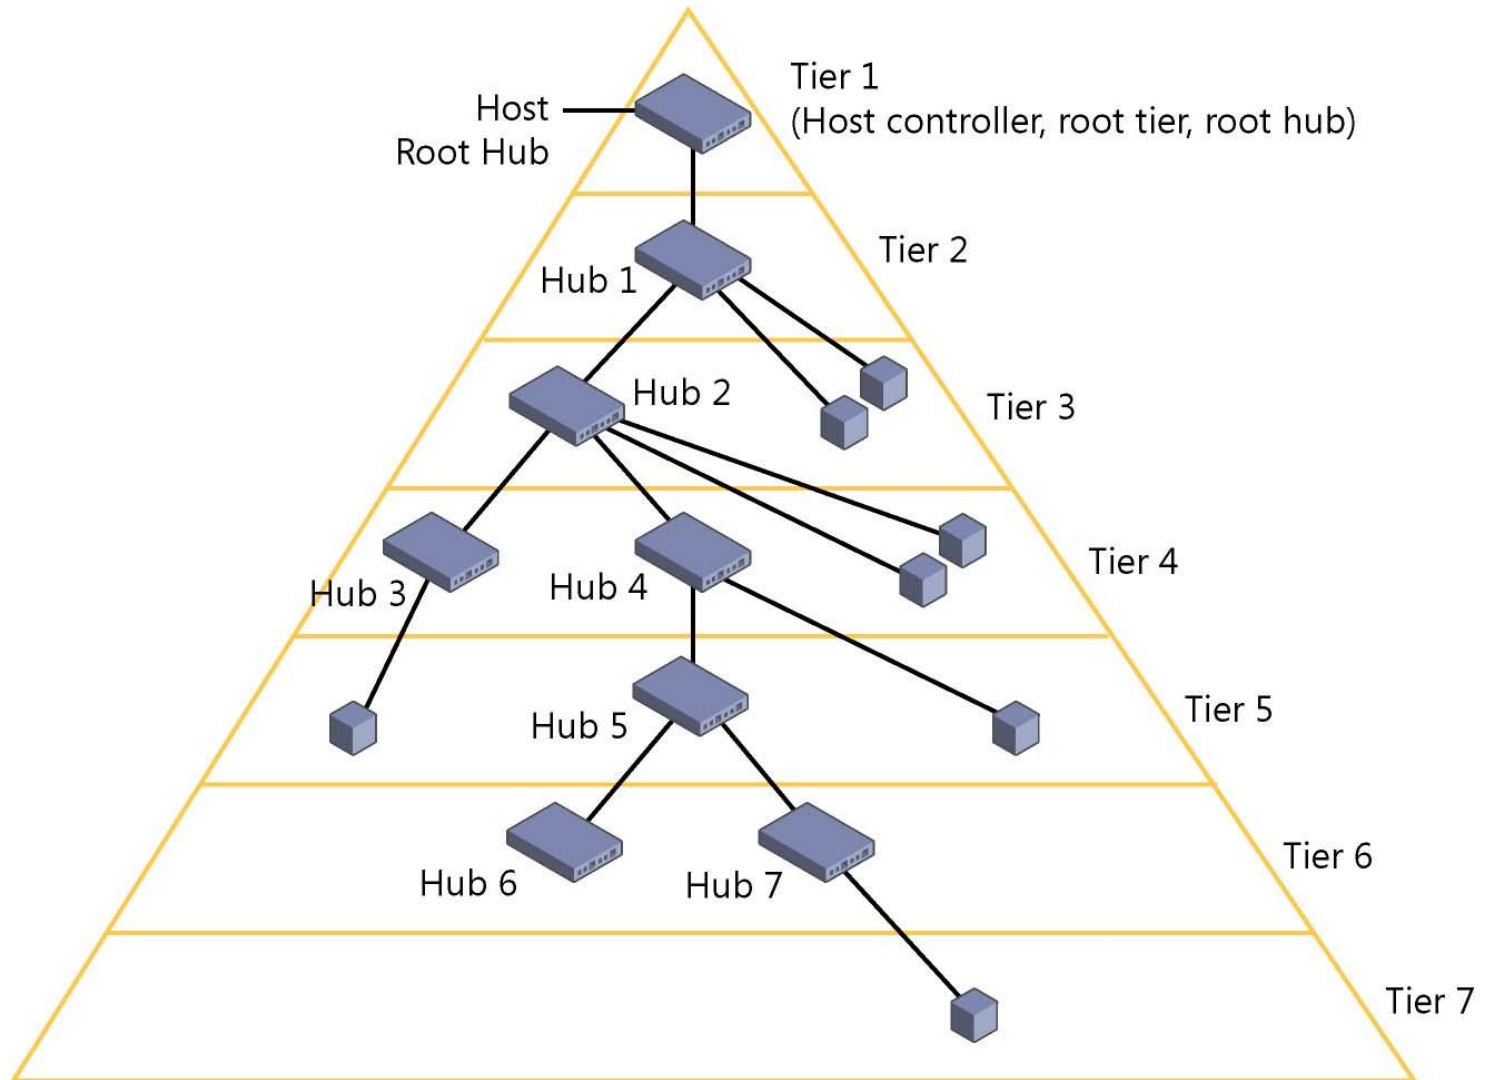 Tier 1
(Host controller, root tier, root hub)
Host
Root Hub
Tier 2
Hub 1
Hub 2
Tier 3
Tier 4
Hub 3
Hub 4
Tier 5
Hub 5
Tier 6
Hub 6
Hub 7
Tier 7